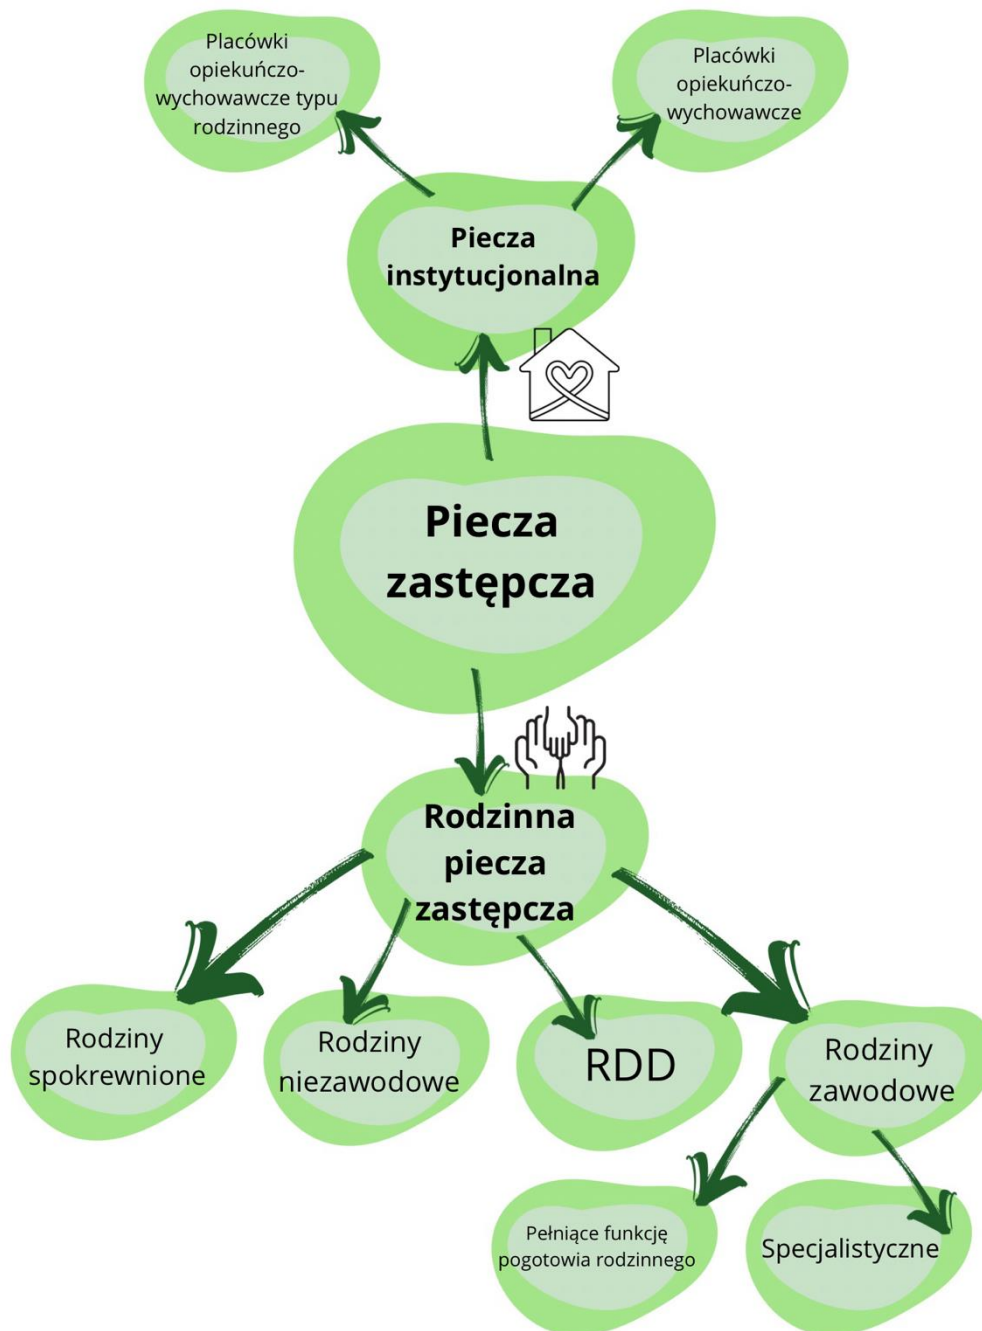 Placówki
opiekuńczo-
wychowawcze typu
rodzinnego
Placówki
opiekuńczo-
wychowawcze
Piecza
instytucjonalna
Piecza
zastępcza
Rodzinna
piecza
zastępcza
Rodziny
spokrewnione
Rodziny
niezawodowe
RDD
Rodziny
zawodowe
Pełniące funkcję
pogotowia rodzinnego
Specjalistyczne